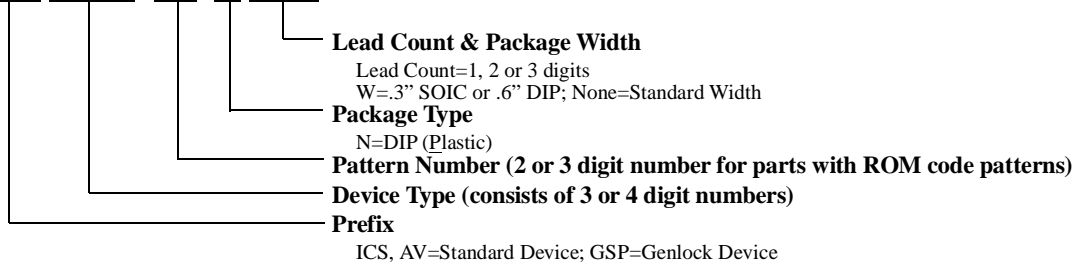 Lead Count & Package Width
Lead Count=1, 2 or 3 digits
W=.3” SOIC or .6” DIP; None=Standard Width
Package Type
N=DIP (Plastic)
Pattern Number (2 or 3 digit number for parts with ROM code patterns)
Device Type (consists of 3 or 4 digit numbers)
Prefix
ICS, AV=Standard Device; GSP=Genlock Device